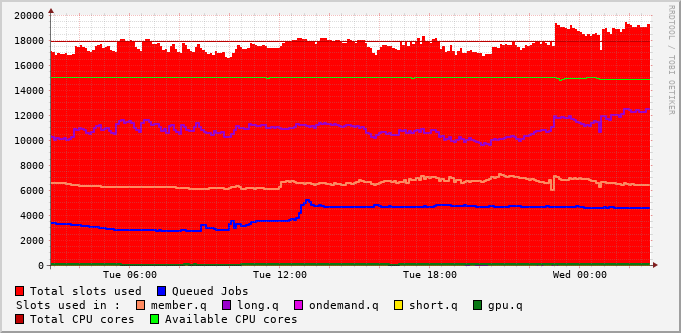 20000
18000
16000
14000
12000
10000
8000
6000
4000
2000
0
Tue 06:00 Tue 12:00 Tue 18:00 Wed 00:00
RRDTOOL / TOBI OETIKER
Total slots used Queued Jobs
Slots used in : member.q long.q ondemand.q short.q gpu.q
Total CPU cores Available CPU cores